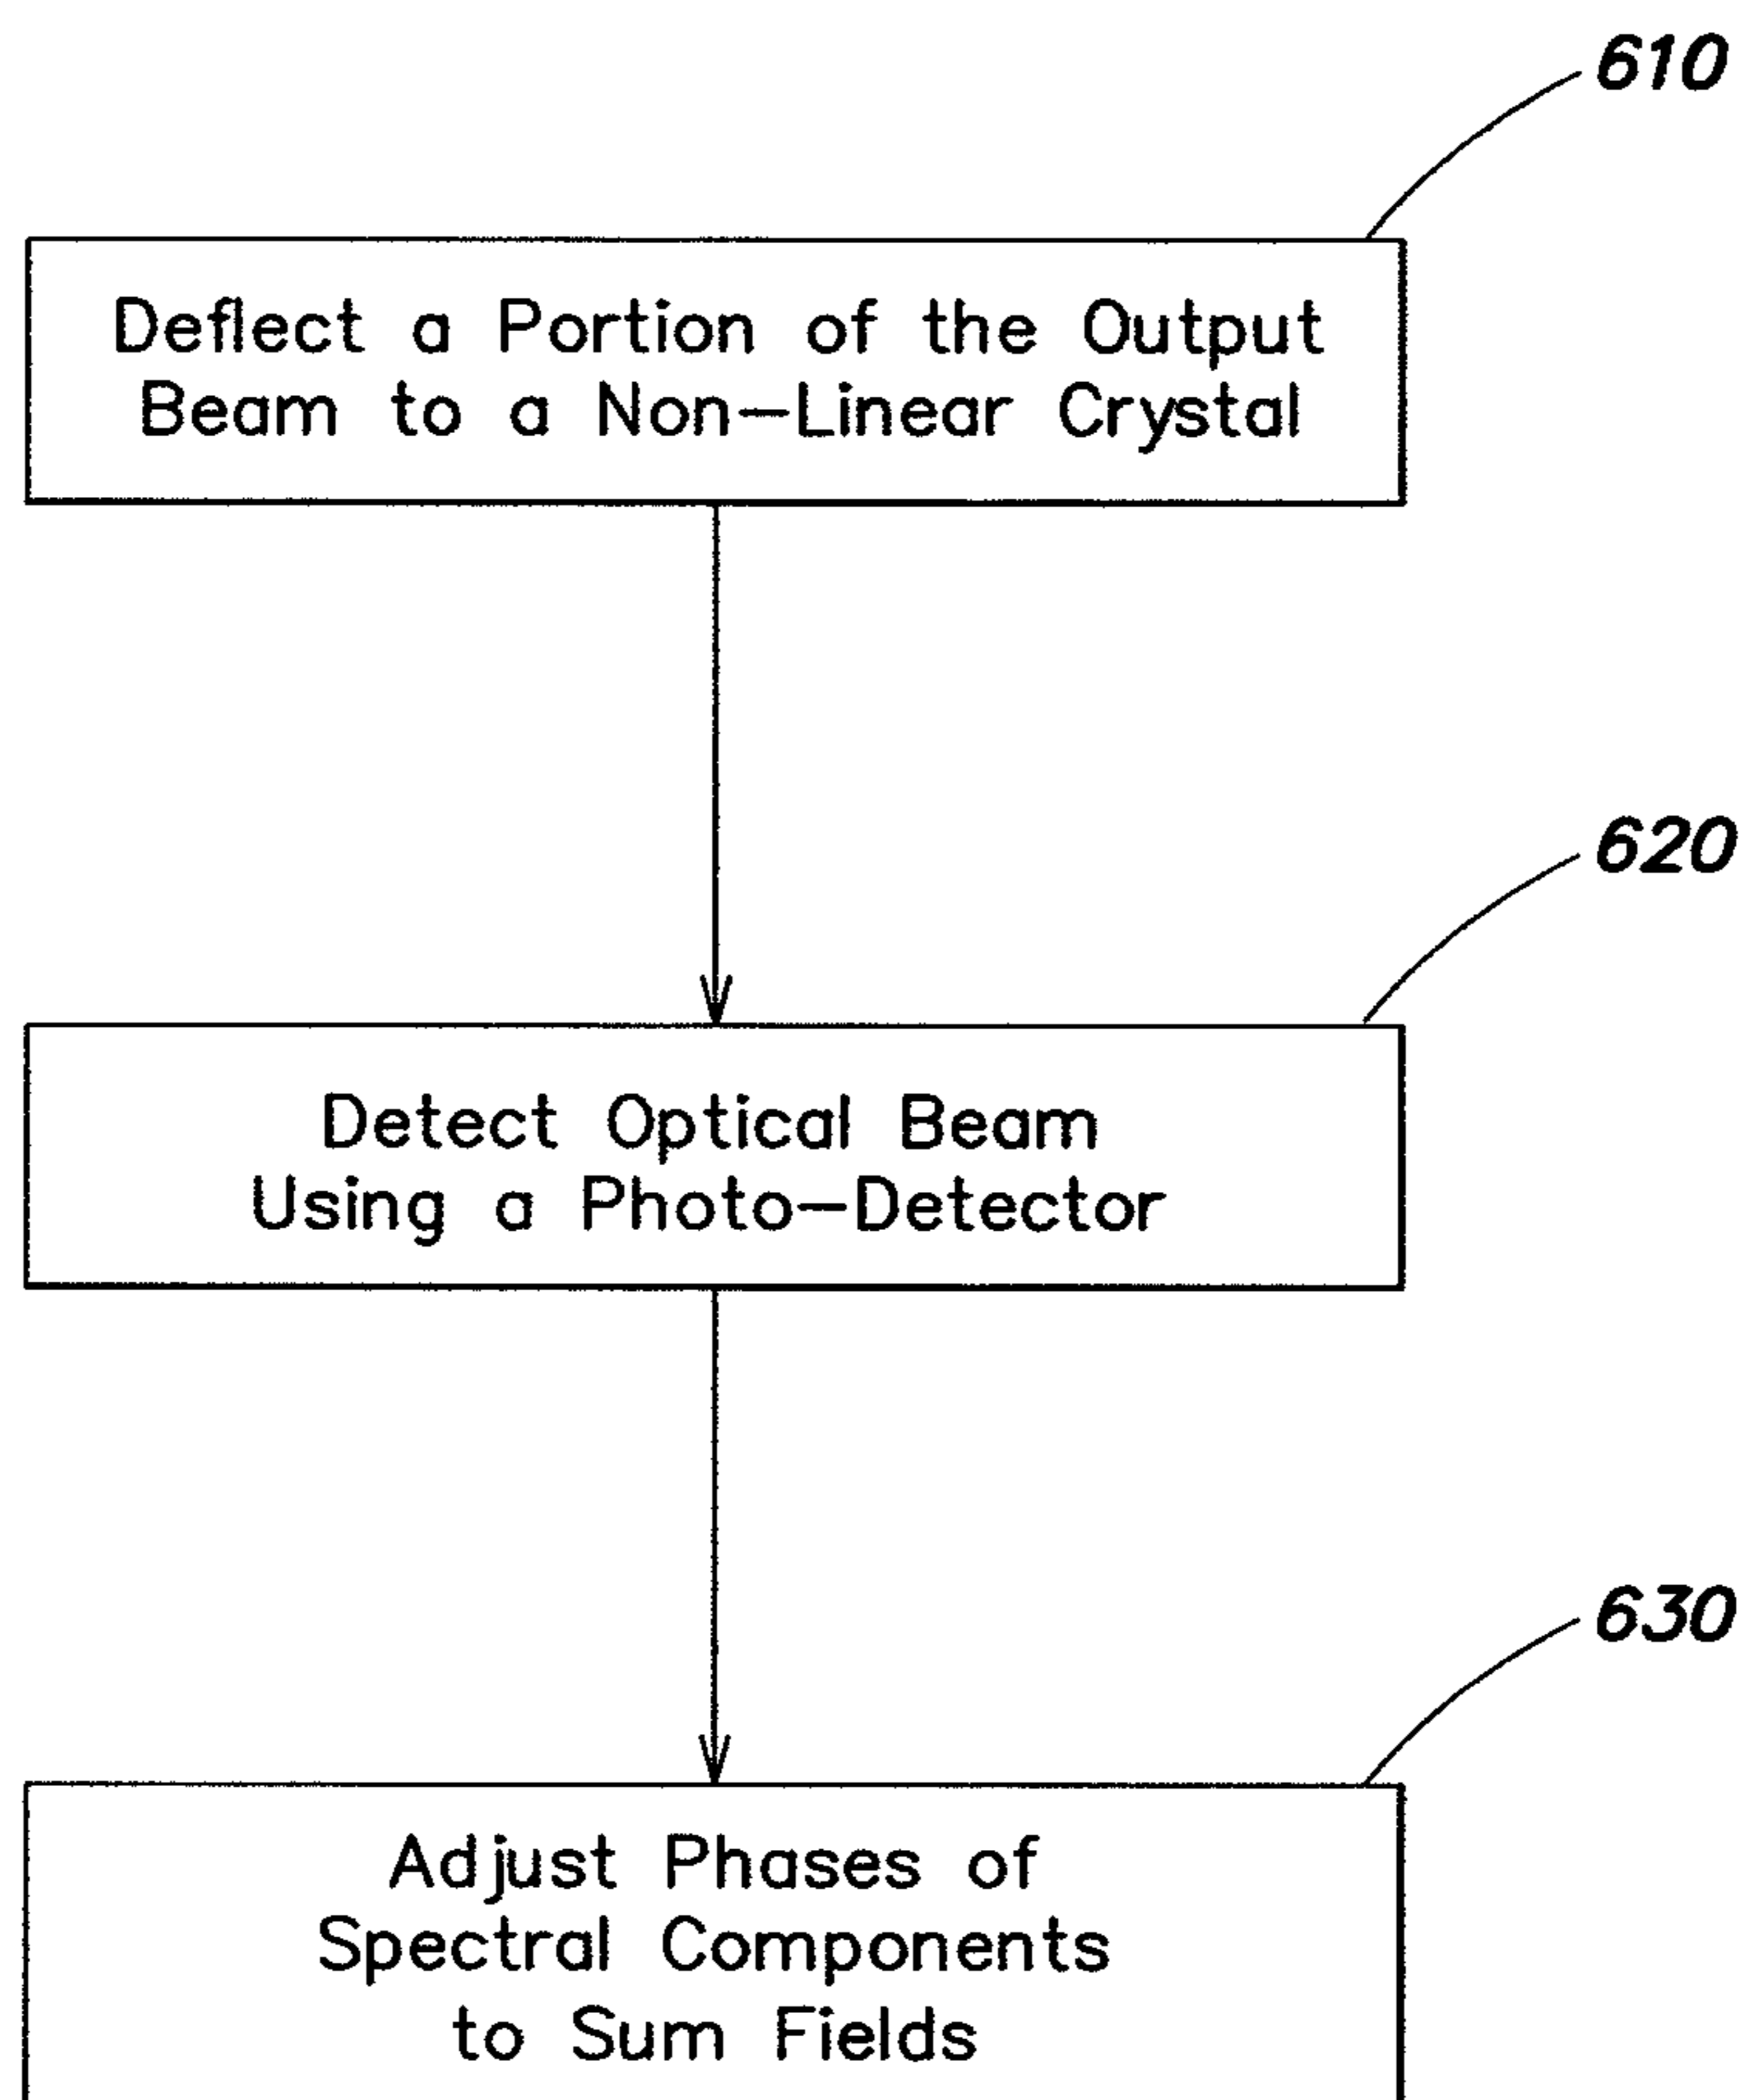 610
Deflect a Portion of the Output
Beam to a Non-Linear Crystal
620
Detect Optical Beam
Using a Photo-Detector
630
Adjust Phases of
Spectral Components
to Sum Fields